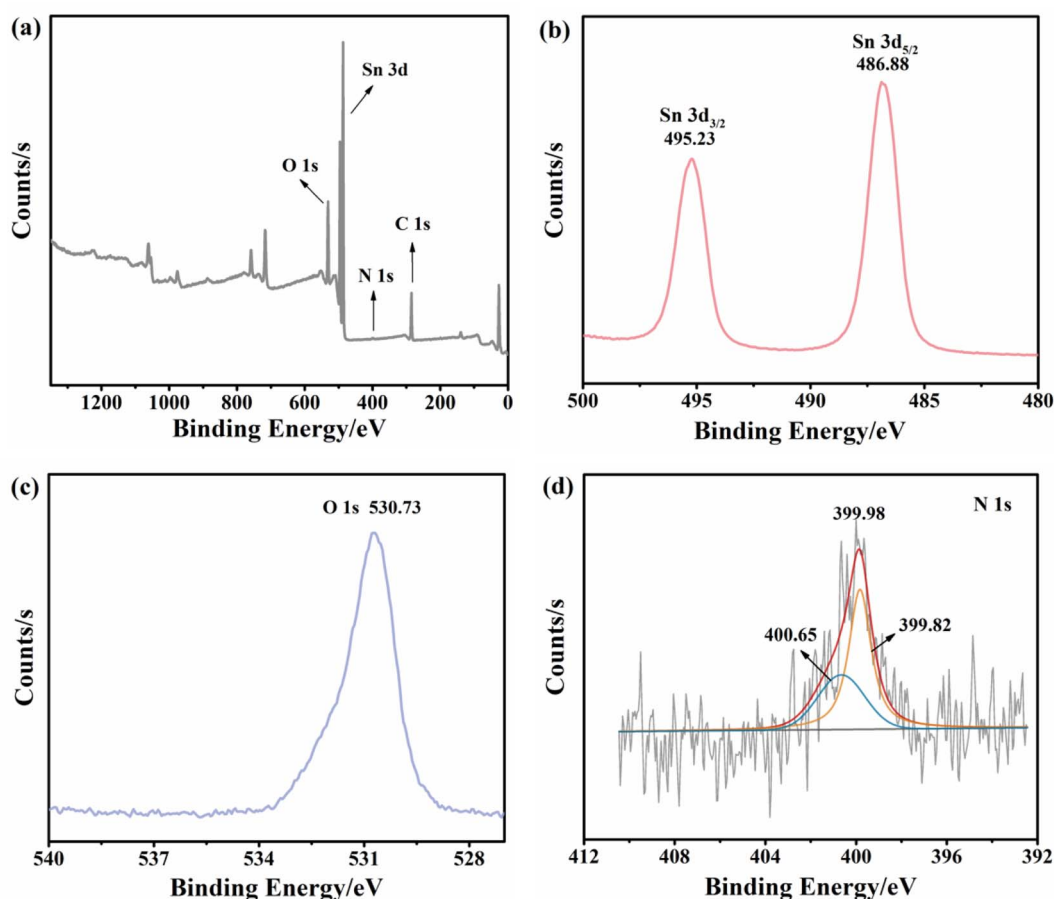 (a)
Sn 3d
O 1s
C 1s
N 1s
Counts/s
1200 1000 800 600 400 200 0
Binding Energy/eV
(b)
Sn 3d5/2
486.88
Sn 3d3/2
495.23
Counts/s
500 495 490 485 480
Binding Energy/eV
(c)
O 1s 530.73
Counts/s
540 537 534 531 528
Binding Energy/eV
(d)
N 1s
399.98
400.65
399.82
Counts/s
412 408 404 400 396 392
Binding Energy/eV